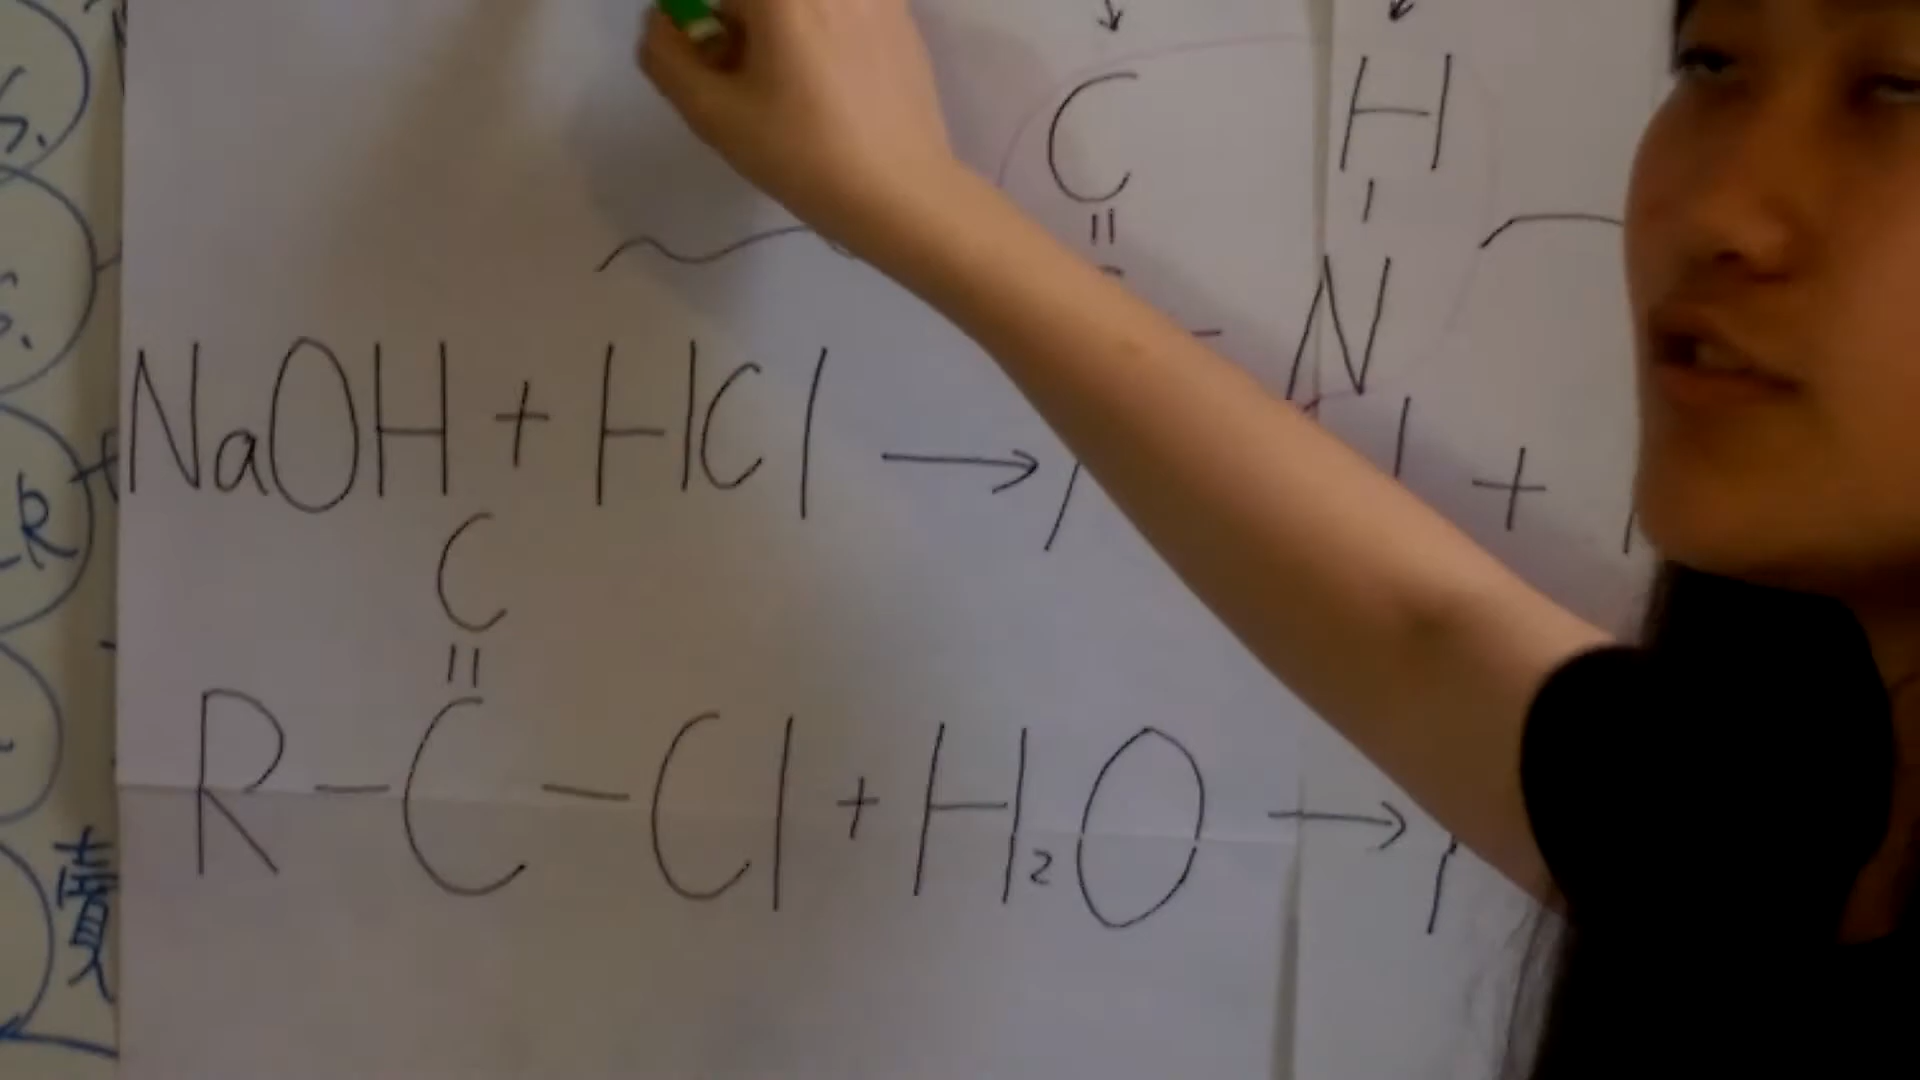 C H
= -
N
NaOH + HCl → +
C
=
R - C - Cl + H₂O →
S.
S.
-R